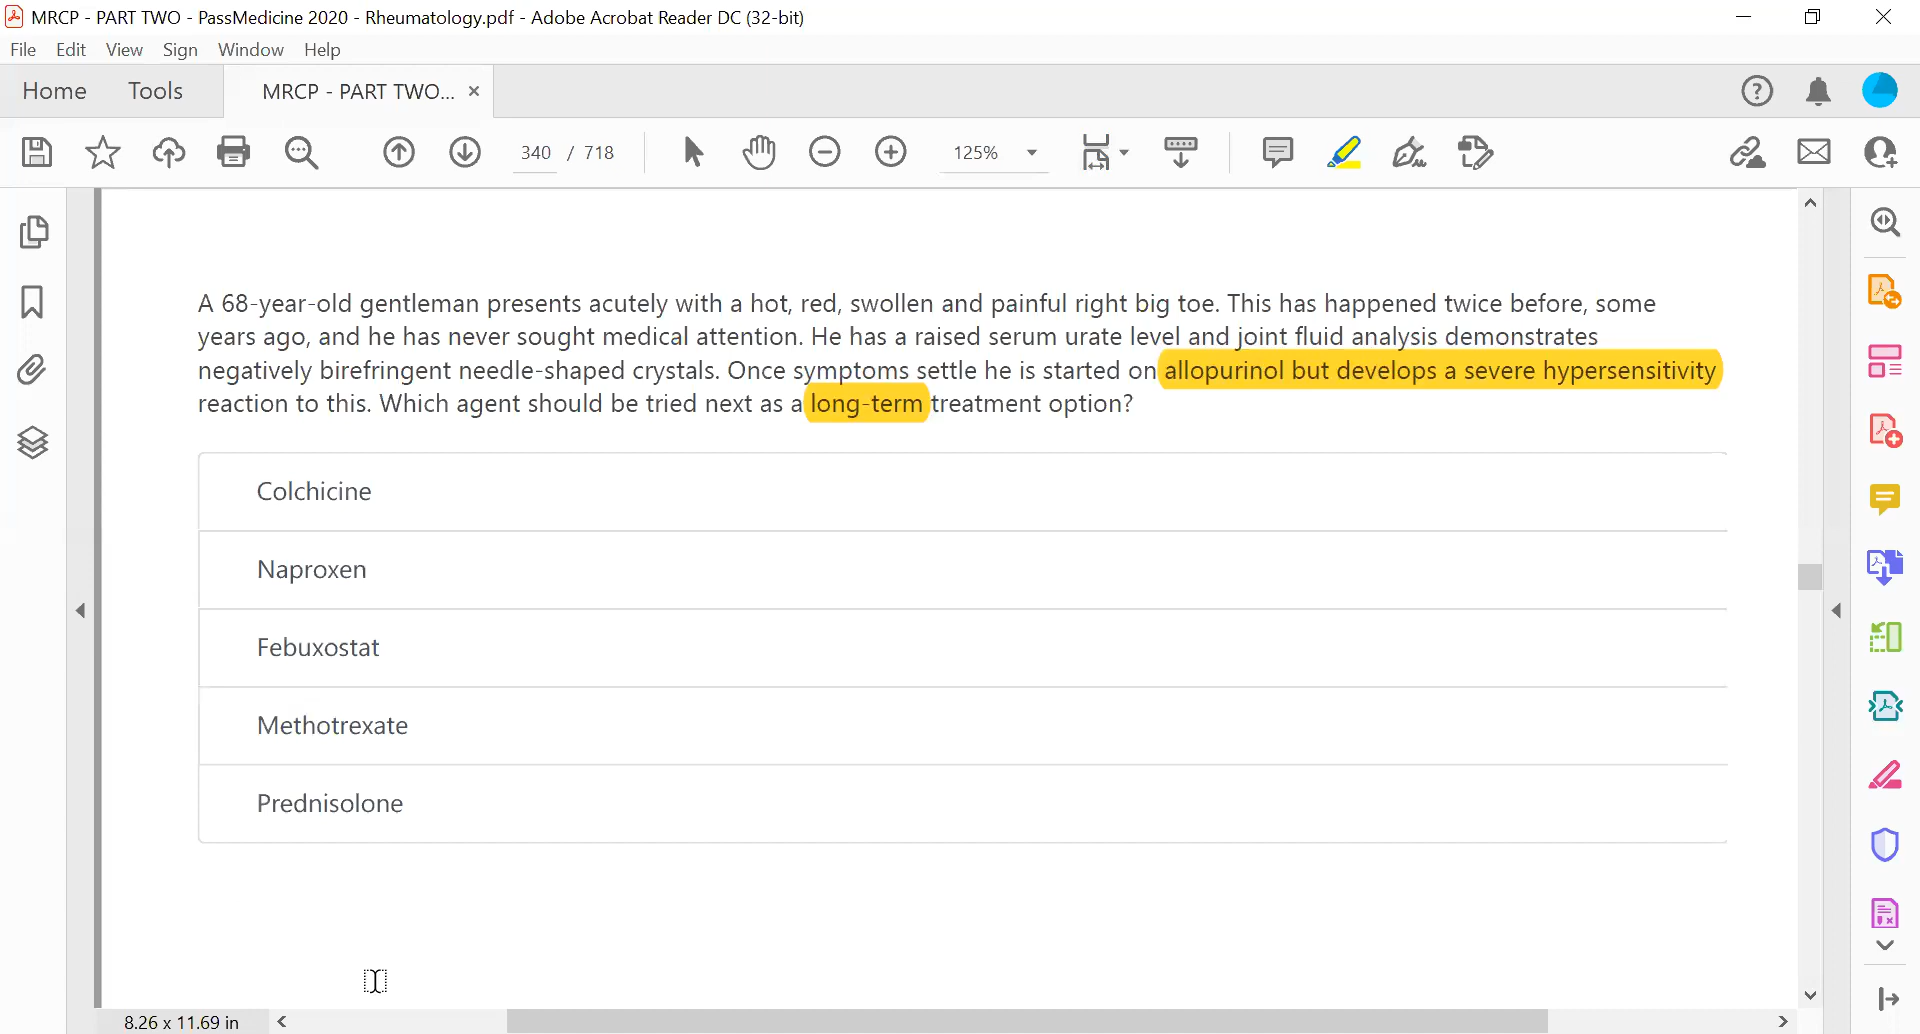 MRCP - PART TWO - PassMedicine 2020 - Rheumatology.pdf - Adobe Acrobat Reader DC (32-bit)
File Edit View Sign Window Help
Home Tools MRCP - PART TWO...
340 / 718 125%
A 68-year-old gentleman presents acutely with a hot, red, swollen and painful right big toe. This has happened twice before, some
years ago, and he has never sought medical attention. He has a raised serum urate level and joint fluid analysis demonstrates
negatively birefringent needle-shaped crystals. Once symptoms settle he is started on allopurinol but develops a severe hypersensitivity
reaction to this. Which agent should be tried next as a long-term treatment option?
Colchicine
Naproxen
Febuxostat
Methotrexate
Prednisolone
8.26 x 11.69 in